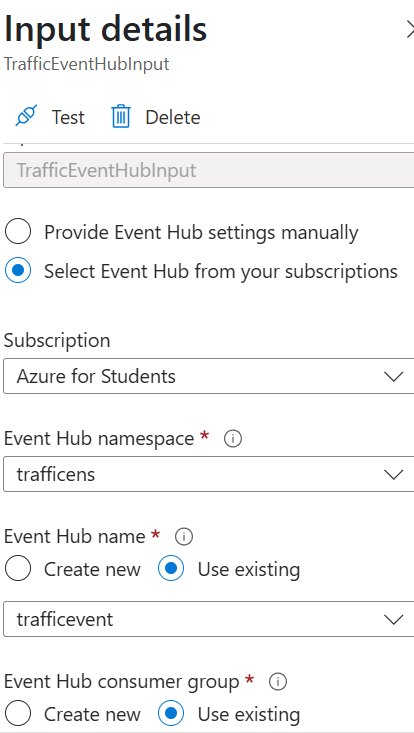 Input details
TrafficEventHubInput
Test Delete
TrafficEventHubInput
Provide Event Hub settings manually
Select Event Hub from your subscriptions
Subscription
Azure for Students
Event Hub namespace *
trafficens
Event Hub name *
Create new Use existing
trafficevent
Event Hub consumer group *
Create new Use existing